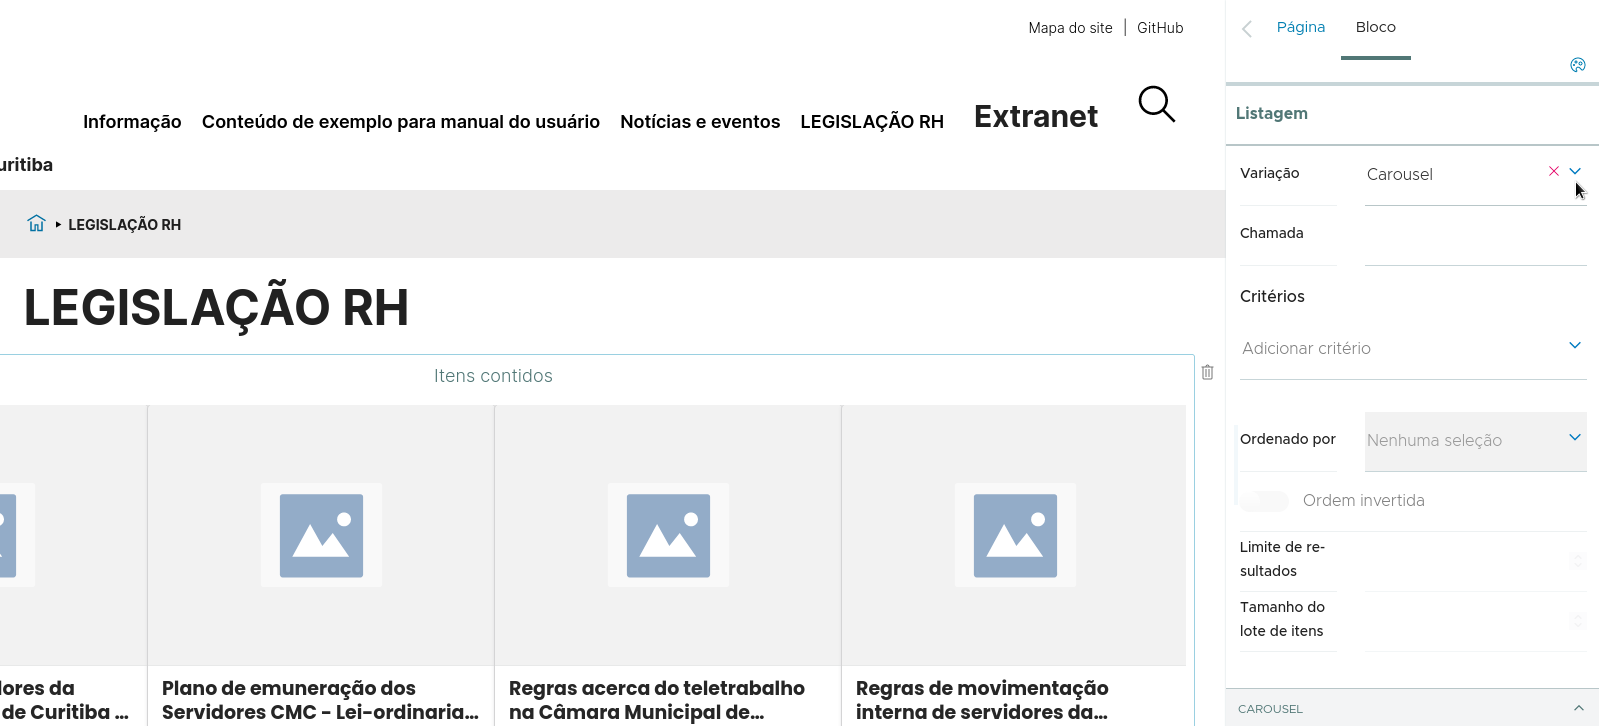 Mapa do site | GitHub
Informação Conteúdo de exemplo para manual do usuário Notícias e eventos LEGISLAÇÃO RH Extranet
uritiba
LEGISLAÇÃO RH
LEGISLAÇÃO RH
Itens contidos
lores da
de Curitiba ...
Plano de emuneração dos
Servidores CMC - Lei-ordinaria...
Regras acerca do teletrabalho
na Câmara Municipal de...
Regras de movimentação
interna de servidores da...
Página Bloco
Listagem
Variação Carousel
Chamada
Critérios
Adicionar critério
Ordenado por Nenhuma seleção
Ordem invertida
Limite de re-
sultados
Tamanho do
lote de itens
CAROUSEL